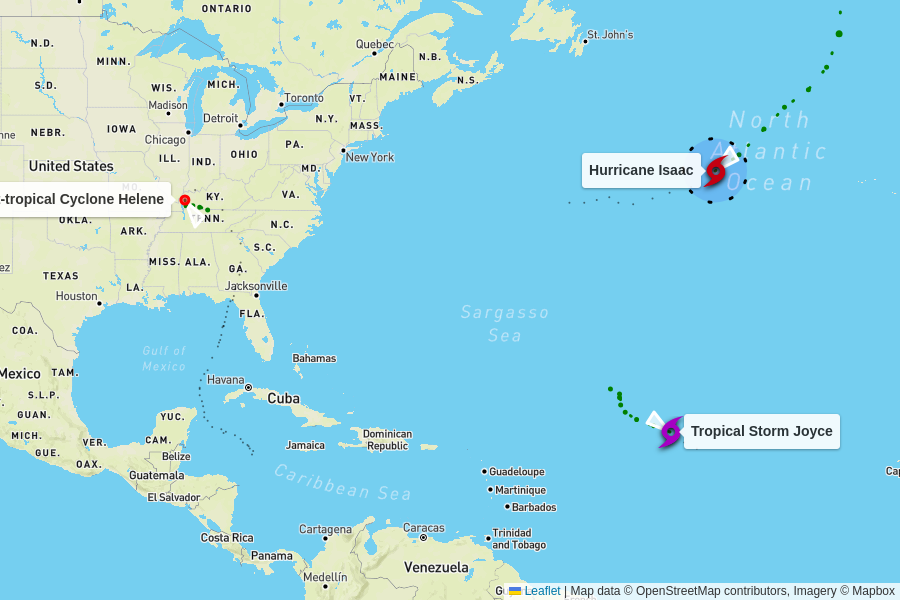 ONTARIO
N.D.
Quebec
St. John's
MINN.
N.B.
MAINE
S.D.
WIS.
MICH.
N.S.
Madison
Toronto
VT.
nne
NEBR.
IOWA
Detroit
N.Y.
MASS.
North
Chicago
Atlantic
Ocean
ILL.
IND.
OHIO
PA.
New York
United States
MD.
Hurricane Isaac
MO.
KY.
VA.
-tropical Cyclone Helene
OKLA.
TENN.
N.C.
ARK.
S.C.
MISS.
ALA.
GA.
ez
TEXAS
LA.
Jacksonville
Houston
FLA.
COA.
Sargasso
Sea
Gulf of
Mexico
Bahamas
Mexico
TAM.
Havana
S.L.P.
Cuba
GUAN.
YUC.
MICH.
VER.
CAM.
Dominican
Republic
Tropical Storm Joyce
GUE.
Jamaica
OAX.
Belize
Guatemala
Caribbean Sea
Guadeloupe
Cap
El Salvador
Martinique
Barbados
Costa Rica
Cartagena
Caracas
Trinidad
and Tobago
Panama
Venezuela
Medellín
G
Leaflet | Map data © OpenStreetMap contributors, Imagery © Mapbox